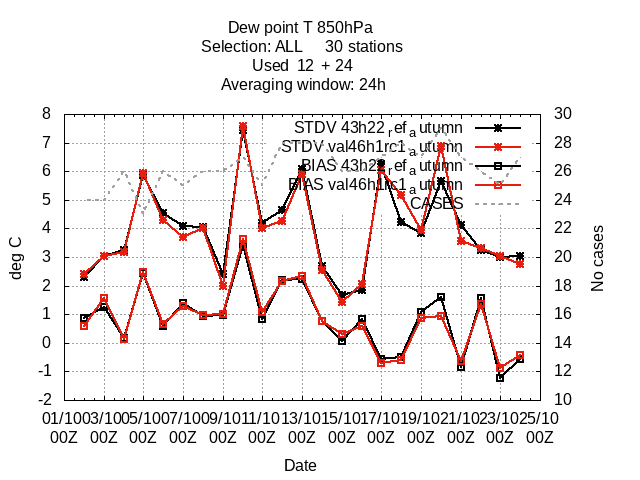 Dew point T 850hPa
Selection: ALL 30 stations
Used 12 + 24
Averaging window: 24h
STDV 43h22_ref_autumn
STDV val46h1rc1_autumn
BIAS 43h22_ref_autumn
BIAS val46h1rc1_autumn
CASES
deg C
8
7
6
5
4
3
2
1
0
-1
-2
No cases
30
28
26
24
22
20
18
16
14
12
10
01/10 03/10 05/10 07/10 09/10 11/10 13/10 15/10 17/10 19/10 21/10 23/10 25/10
00Z 00Z 00Z 00Z 00Z 00Z 00Z 00Z 00Z 00Z 00Z 00Z 00Z
Date